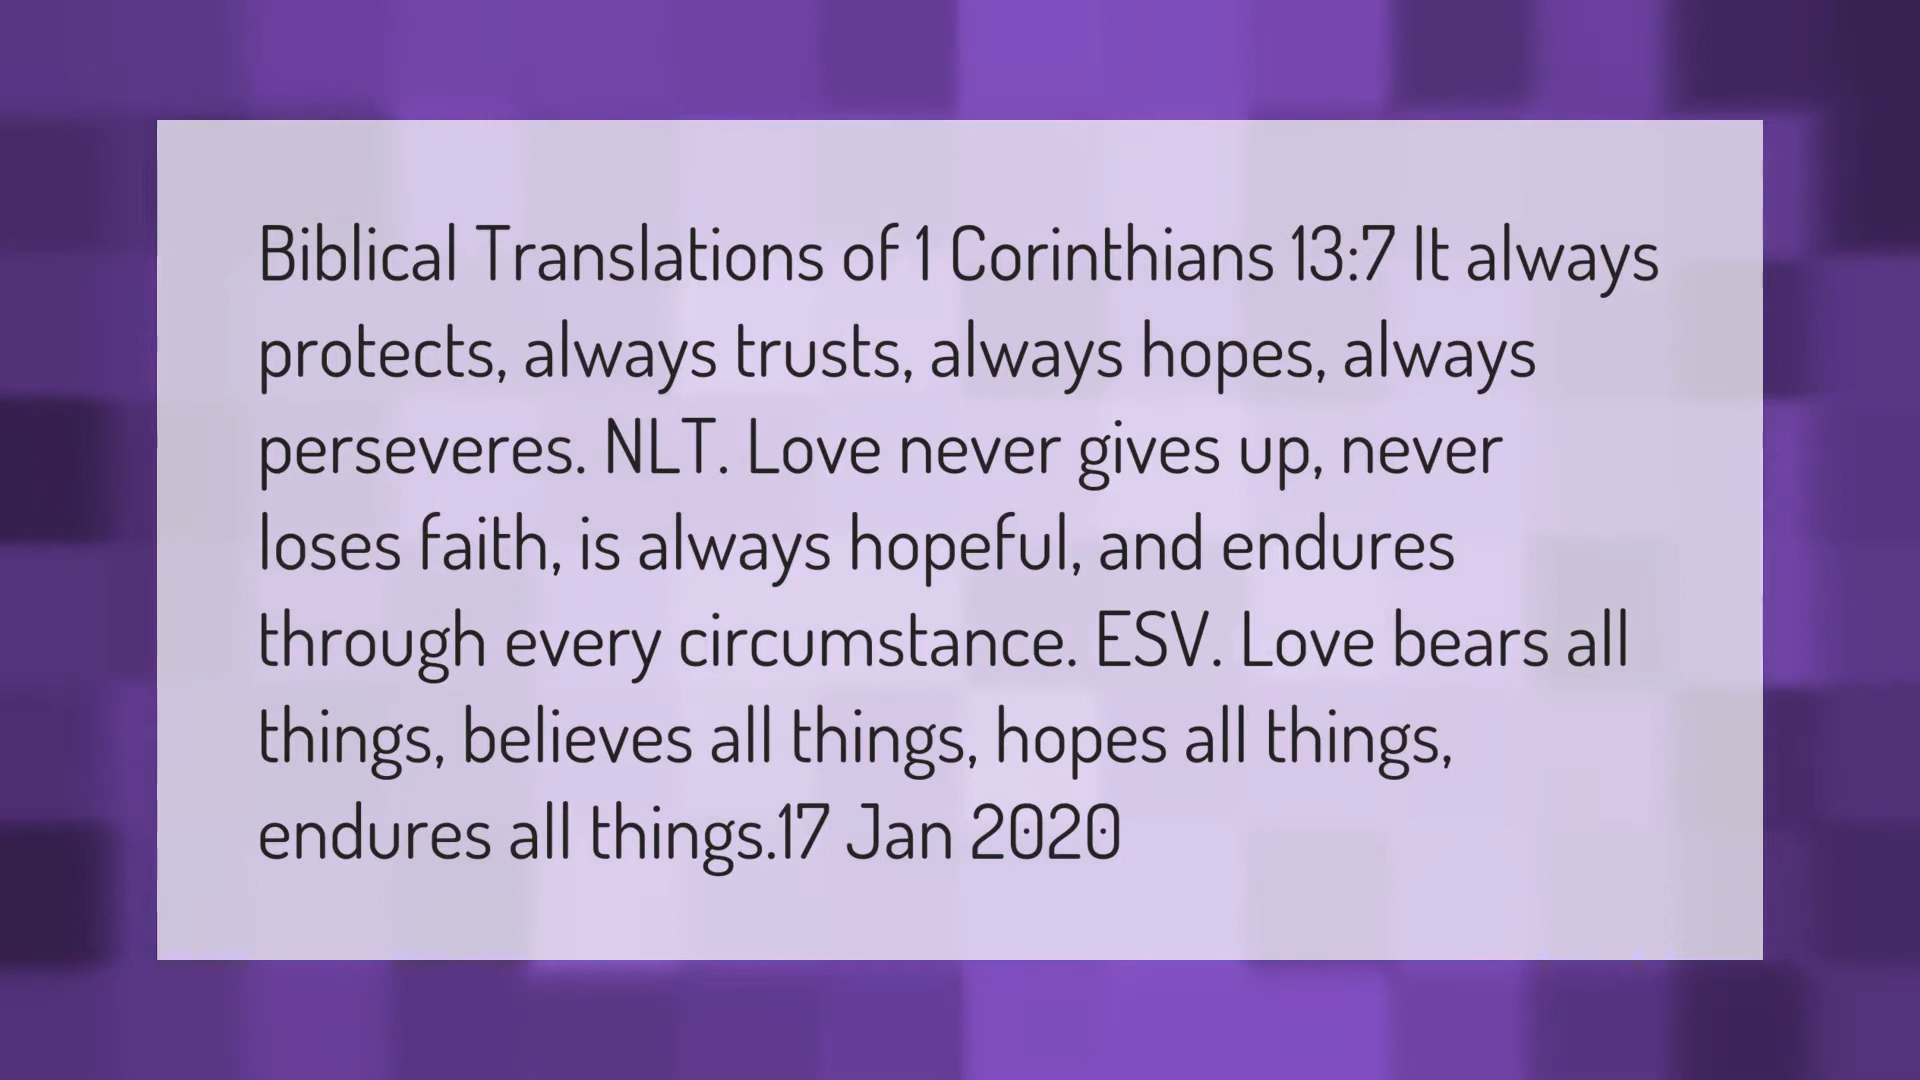 Biblical Translations of 1 Corinthians 13:7 It always
protects, always trusts, always hopes, always
perseveres. NLT. Love never gives up, never
loses faith, is always hopeful, and endures
through every circumstance. ESV. Love bears all
things, believes all things, hopes all things,
endures all things.17 Jan 2020